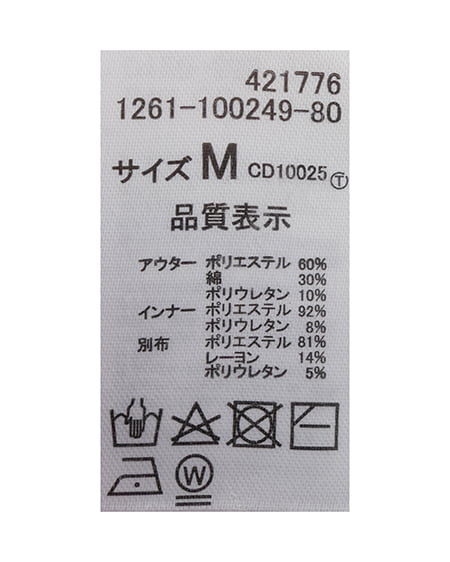 421776
1261-100249-80
サイズ M CD10025 Ⓣ
品質表示
アウター ポリエステル 60%
綿 30%
ポリウレタン 10%
インナー ポリエステル 92%
ポリウレタン 8%
別布 ポリエステル 81%
レーヨン 14%
ポリウレタン 5%
W